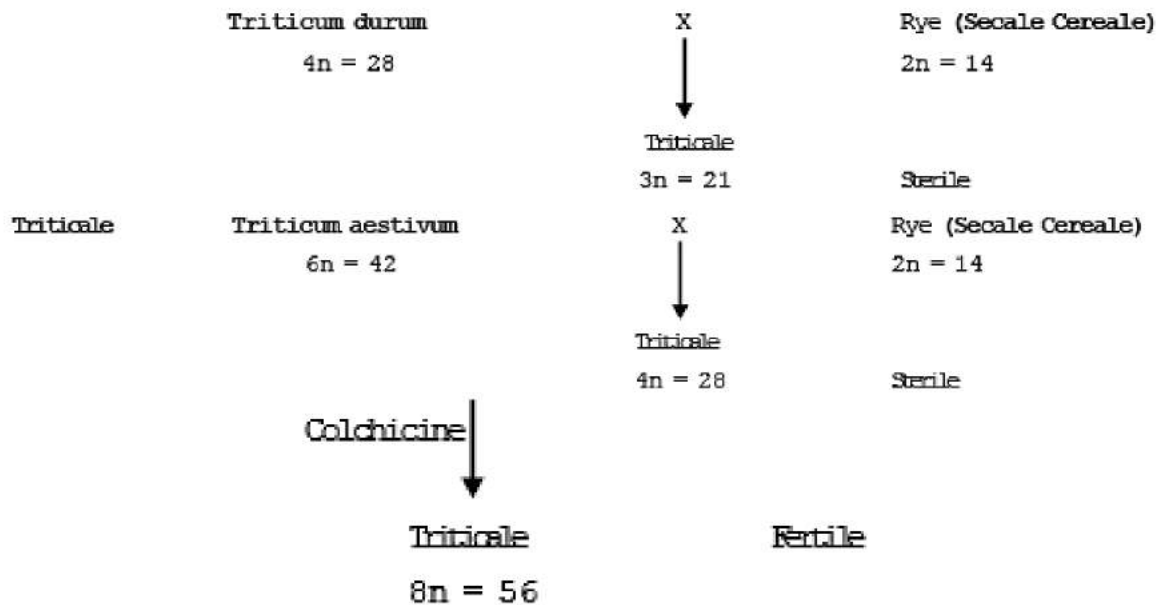 Triticum durum X Rye (Secale Cereale)
4n = 28 2n = 14
Triticale
3n = 21 Sterile
Triticale Triticum aestivum X Rye (Secale Cereale)
6n = 42 2n = 14
Triticale
4n = 28 Sterile
Colchicine
Triticale Fertile
8n = 56